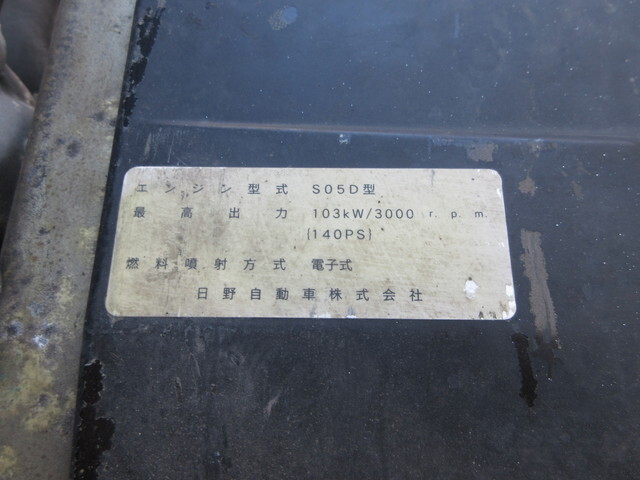 エンジン型式 S05D型
最高出力 103kW/3000 r.p.m.
(140PS)
燃料噴射方式 電子式
日野自動車株式会社